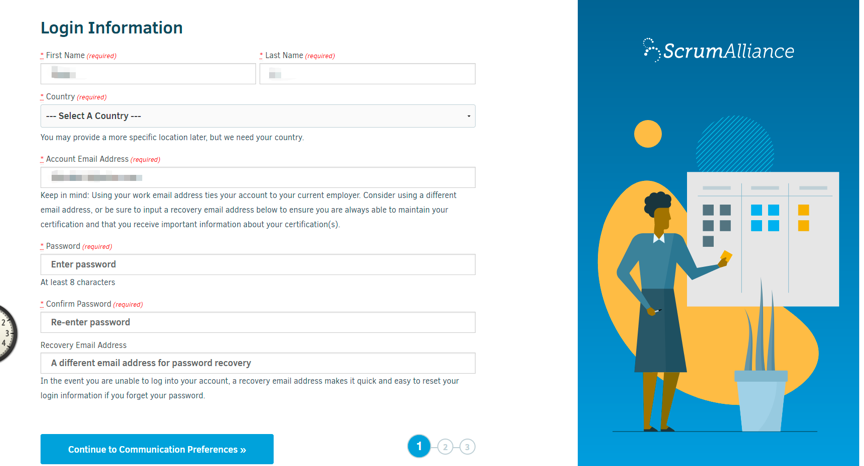 Login Information
* First Name (required)
* Last Name (required)
* Country (required)
--- Select A Country ---
You may provide a more specific location later, but we need your country.
* Account Email Address (required)
Keep in mind: Using your work email address ties your account to your current employer. Consider using a different
email address, or be sure to input a recovery email address below to ensure you are always able to maintain your
certification and that you receive important information about your certification(s).
* Password (required)
Enter password
At least 8 characters
* Confirm Password (required)
Re-enter password
Recovery Email Address
A different email address for password recovery
In the event you are unable to log into your account, a recovery email address makes it quick and easy to reset your
login information if you forget your password.
Continue to Communication Preferences »
1 2 3
2
3
4
ScrumAlliance